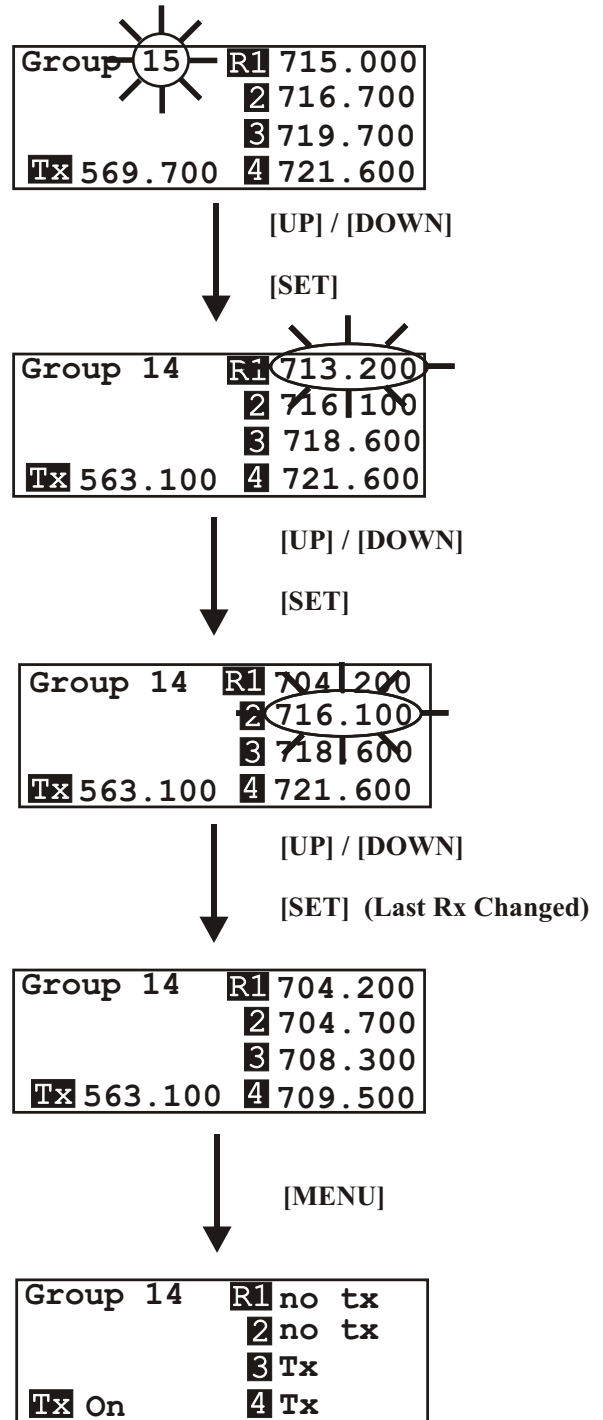 Group 15 R1 715.000
2 716.700
3 719.700
Tx 569.700 4 721.600
[UP] / [DOWN]
[SET]
Group 14 R1 713.200
2 716.100
3 718.600
Tx 563.100 4 721.600
[UP] / [DOWN]
[SET]
Group 14 R1 704.200
2 716.100
3 718.600
Tx 563.100 4 721.600
[UP] / [DOWN]
[SET] (Last Rx Changed)
Group 14 R1 704.200
2 704.700
3 708.300
Tx 563.100 4 709.500
[MENU]
Group 14 R1 no tx
2 no tx
3 Tx
Tx On 4 Tx